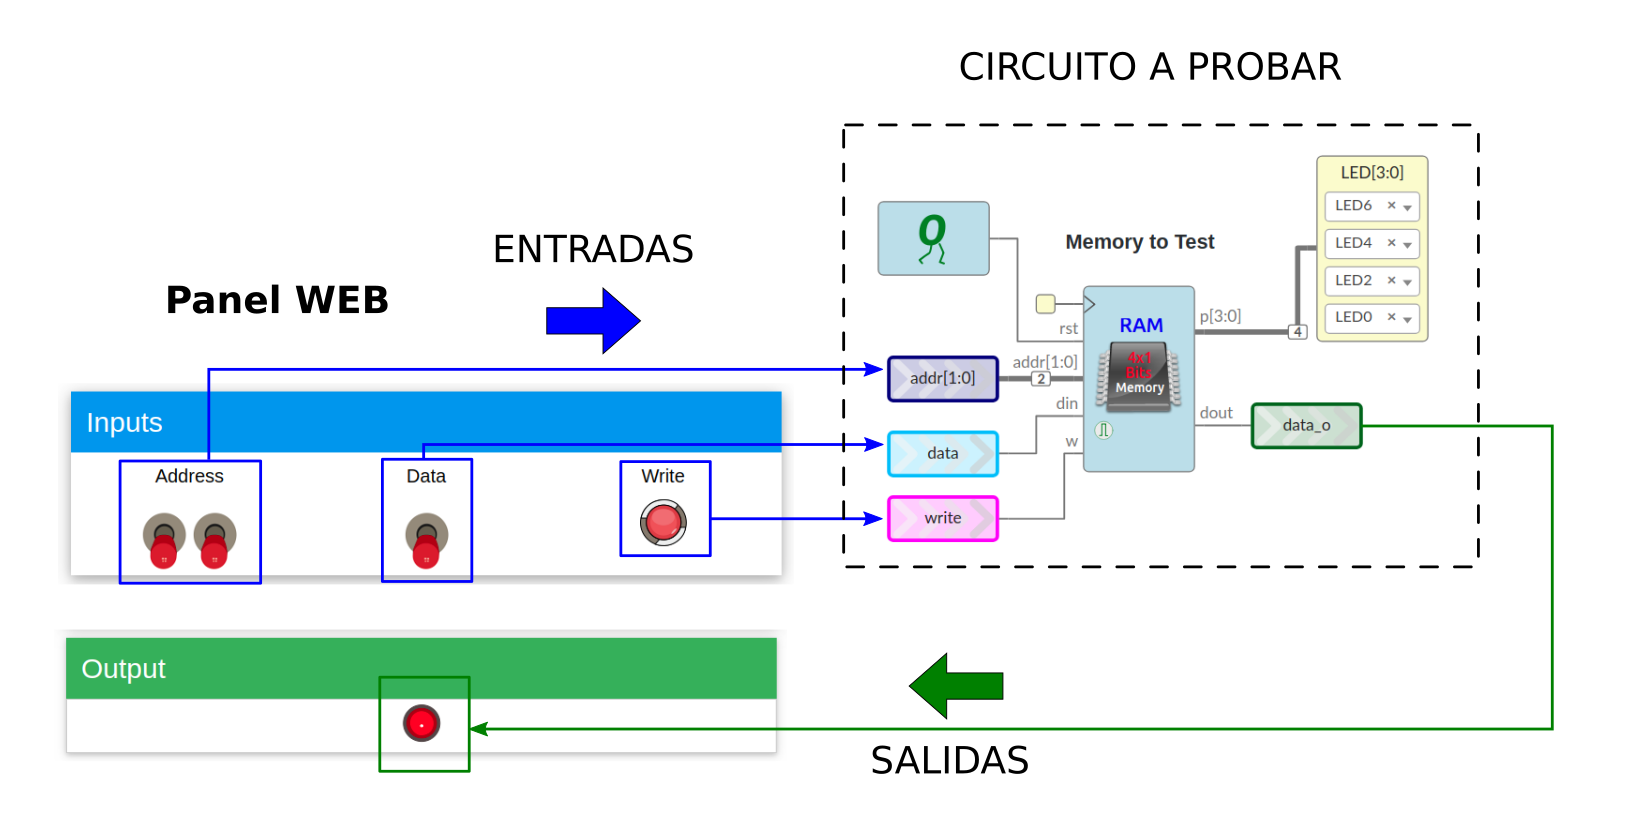 CIRCUITO A PROBAR
LED[3:0]
LED6 ×
LED4 ×
LED2 ×
LED0 ×
0
Memory to Test
ENTRADAS
Panel WEB
rst
RAM
p[3:0]
4
addr[1:0]
addr[1:0]
2
4x1
Bits
Memory
din
dout
data_o
w
data
write
Inputs
Address
Data
Write
Output
SALIDAS